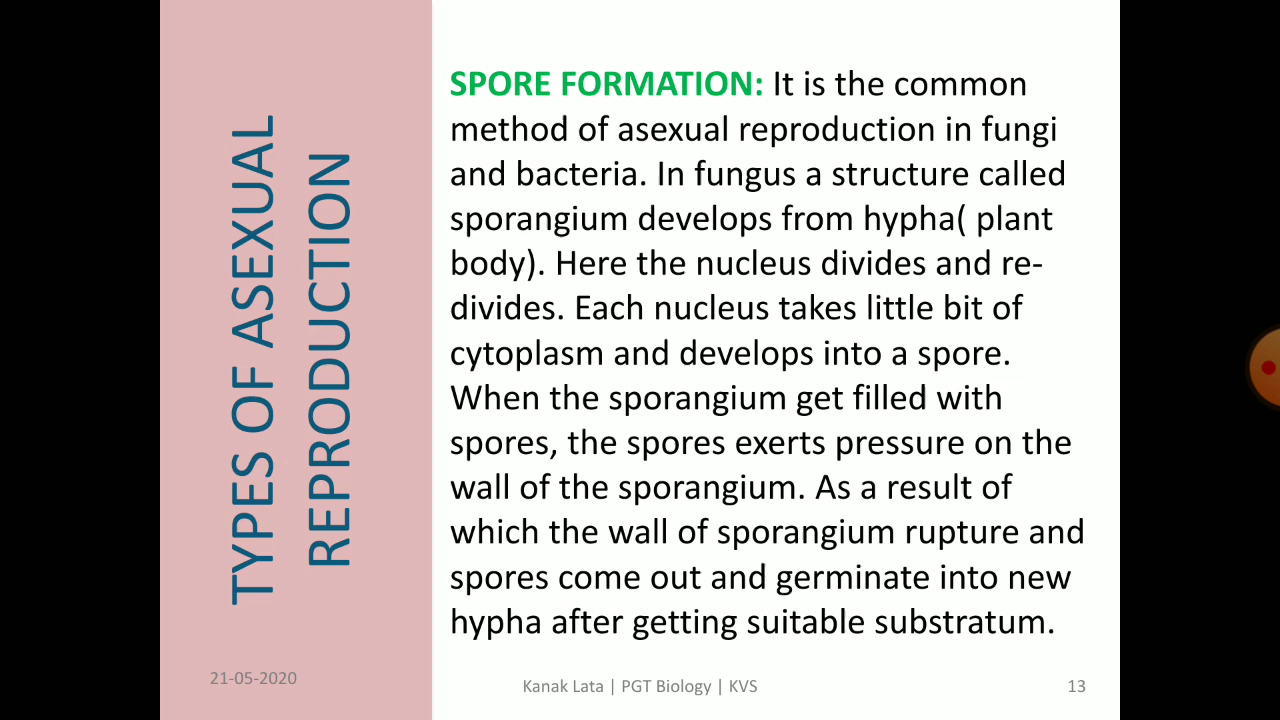 TYPES OF ASEXUAL
REPRODUCTION
SPORE FORMATION: It is the common
method of asexual reproduction in fungi
and bacteria. In fungus a structure called
sporangium develops from hypha( plant
body). Here the nucleus divides and re-
divides. Each nucleus takes little bit of
cytoplasm and develops into a spore.
When the sporangium get filled with
spores, the spores exerts pressure on the
wall of the sporangium. As a result of
which the wall of sporangium rupture and
spores come out and germinate into new
hypha after getting suitable substratum.
21-05-2020
Kanak Lata | PGT Biology | KVS
13